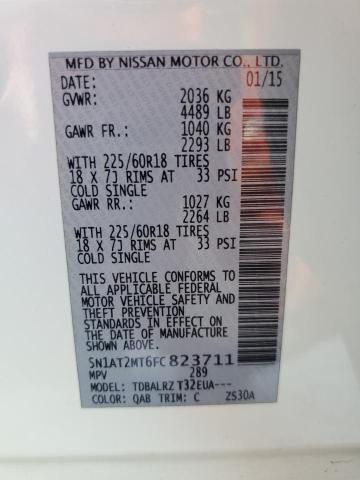 MFD BY NISSAN MOTOR CO., LTD.
DATE: 01/15
GVWR: 2036 KG
4489 LB
GAWR FR.: 1040 KG
2293 LB
WITH 225/60R18 TIRES
18 X 7J RIMS AT 33 PSI
COLD SINGLE
GAWR RR.: 1027 KG
2264 LB
WITH 225/60R18 TIRES
18 X 7J RIMS AT 33 PSI
COLD SINGLE
THIS VEHICLE CONFORMS TO
ALL APPLICABLE FEDERAL
MOTOR VEHICLE SAFETY AND
THEFT PREVENTION
STANDARDS IN EFFECT ON
THE DATE OF MANUFACTURE
SHOWN ABOVE.
5N1AT2MT6FC823711
MPV 289
MODEL: TDBALRZ T32EUA---
COLOR: QAB TRIM: C ZS30A